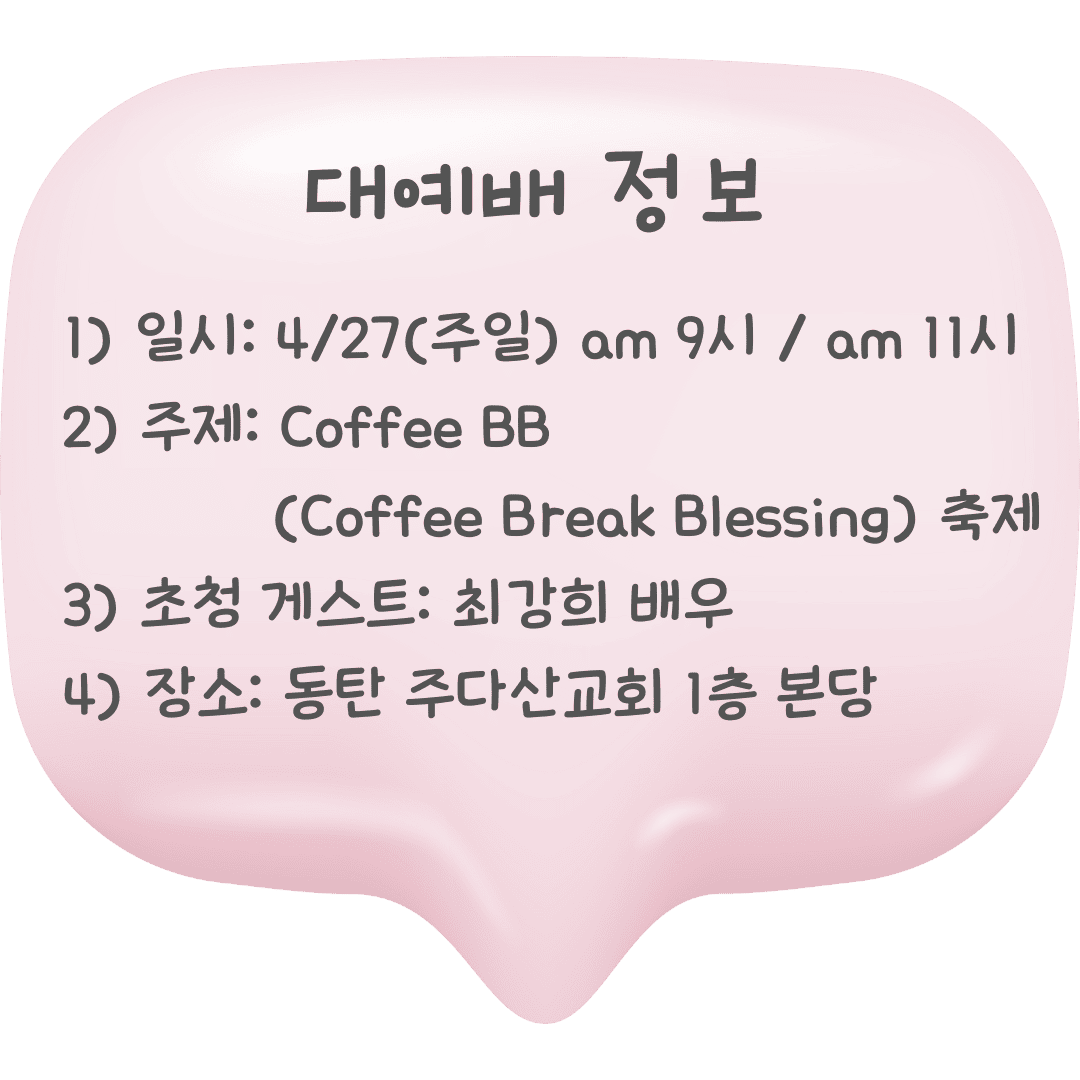 대예배 정보
1) 일시: 4/27(주일) am 9시 / am 11시
2) 주제: Coffee BB
(Coffee Break Blessing) 축제
3) 초청 게스트: 최강희 배우
4) 장소: 동탄 주다산교회 1층 본당